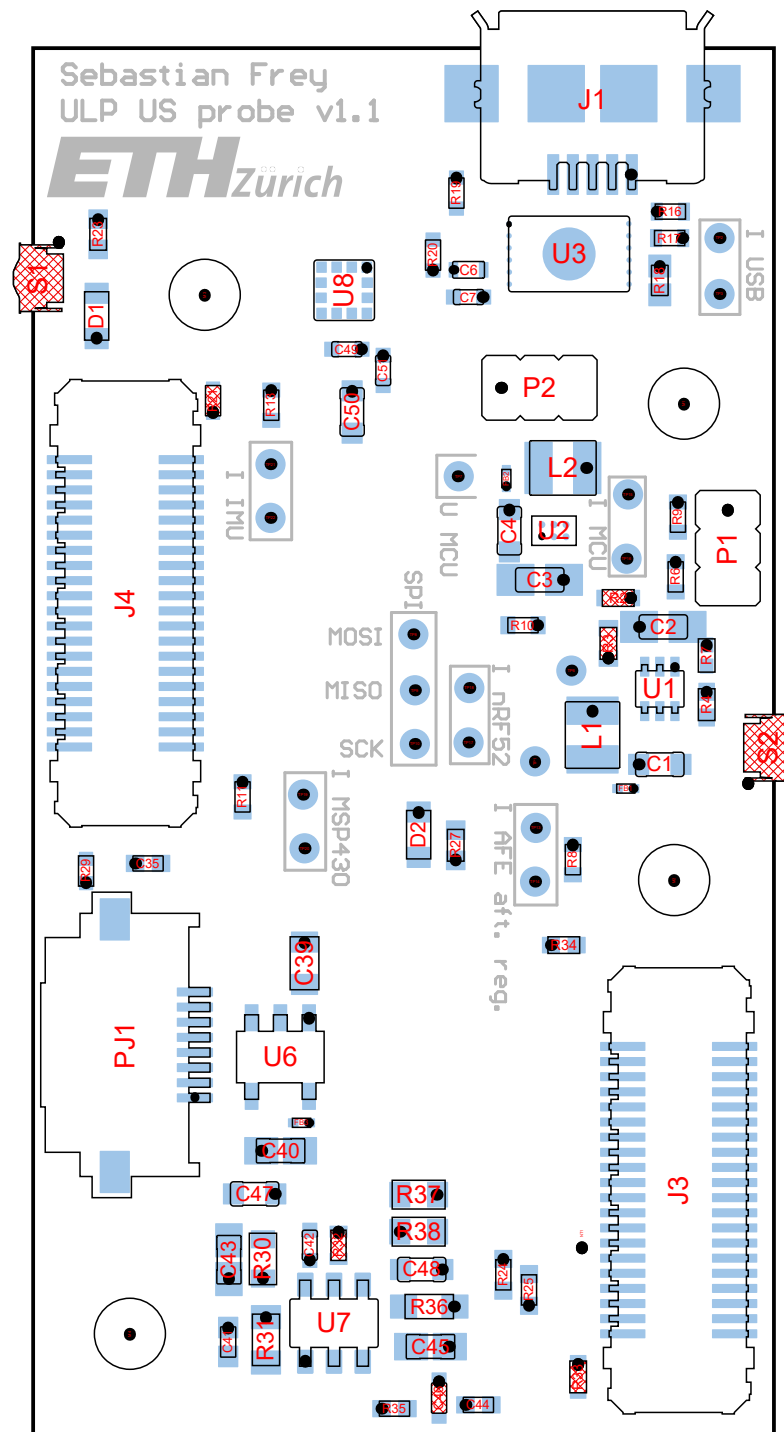 Sebastian Frey
ULP US probe v1.1
ETH Zürich
J1
R19
R16
R17
R18
I USB
U3
R20
C6
C7
S1
D1
U8
C49
C51
C50
P2
R13
I IMU
J4
L2
U MCU
C4
U2
I MCU
C3
R9
P1
R6
R10
C2
R7
SPI
MOSI
MISO
SCK
I nRF52
U1
R4
L1
C1
S2
R11
I MSP430
D2
R27
I AFE aft. reg.
R8
R29
C35
R34
C39
PJ1
U6
C40
C47
R37
R38
J3
C43
R30
C42
C48
R24
R25
R36
U7
R31
C45
R35
C44